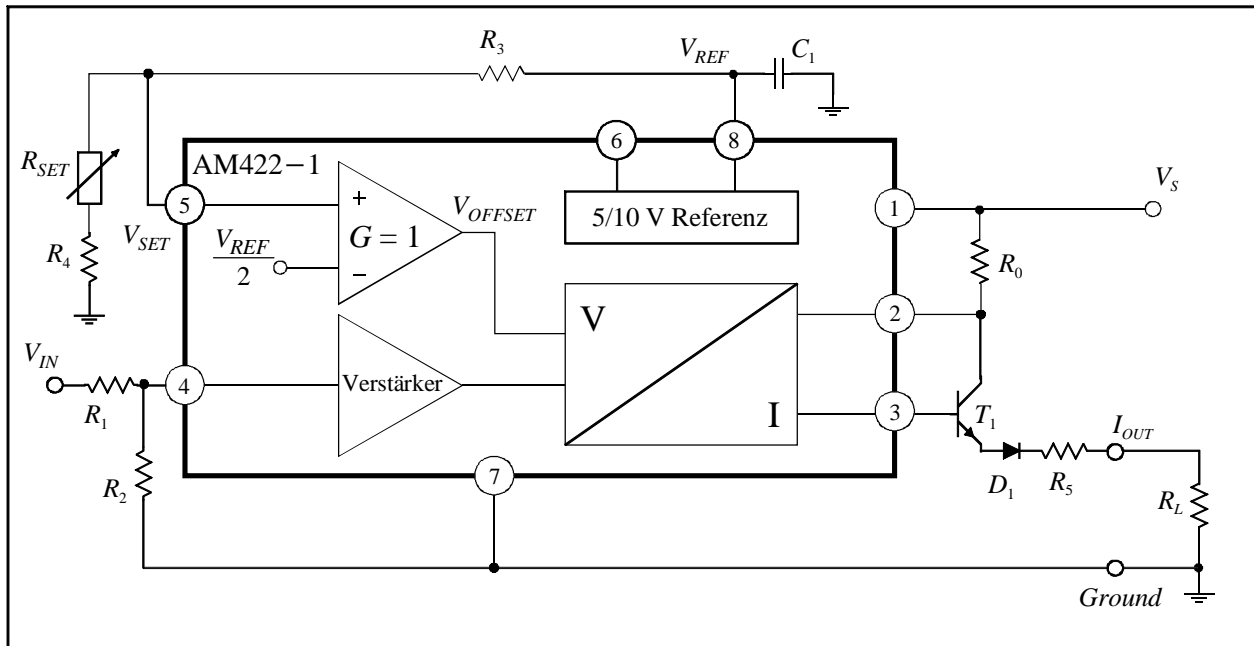 R3
VREF
C1
6
8
RSET
AM422−1
5/10 V Referenz
1
VS
5
+
VOFFSET
VSET
G = 1
VREF
2
−
R4
R0
V
2
VIN
4
Verstärker
R1
I
3
T1
IOUT
R2
7
D1
R5
RL
Ground